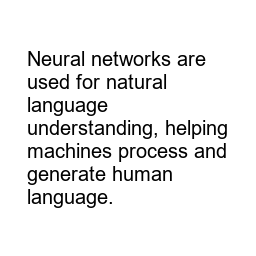 Neural networks are
used for natural
language
understanding, helping
machines process and
generate human
language.